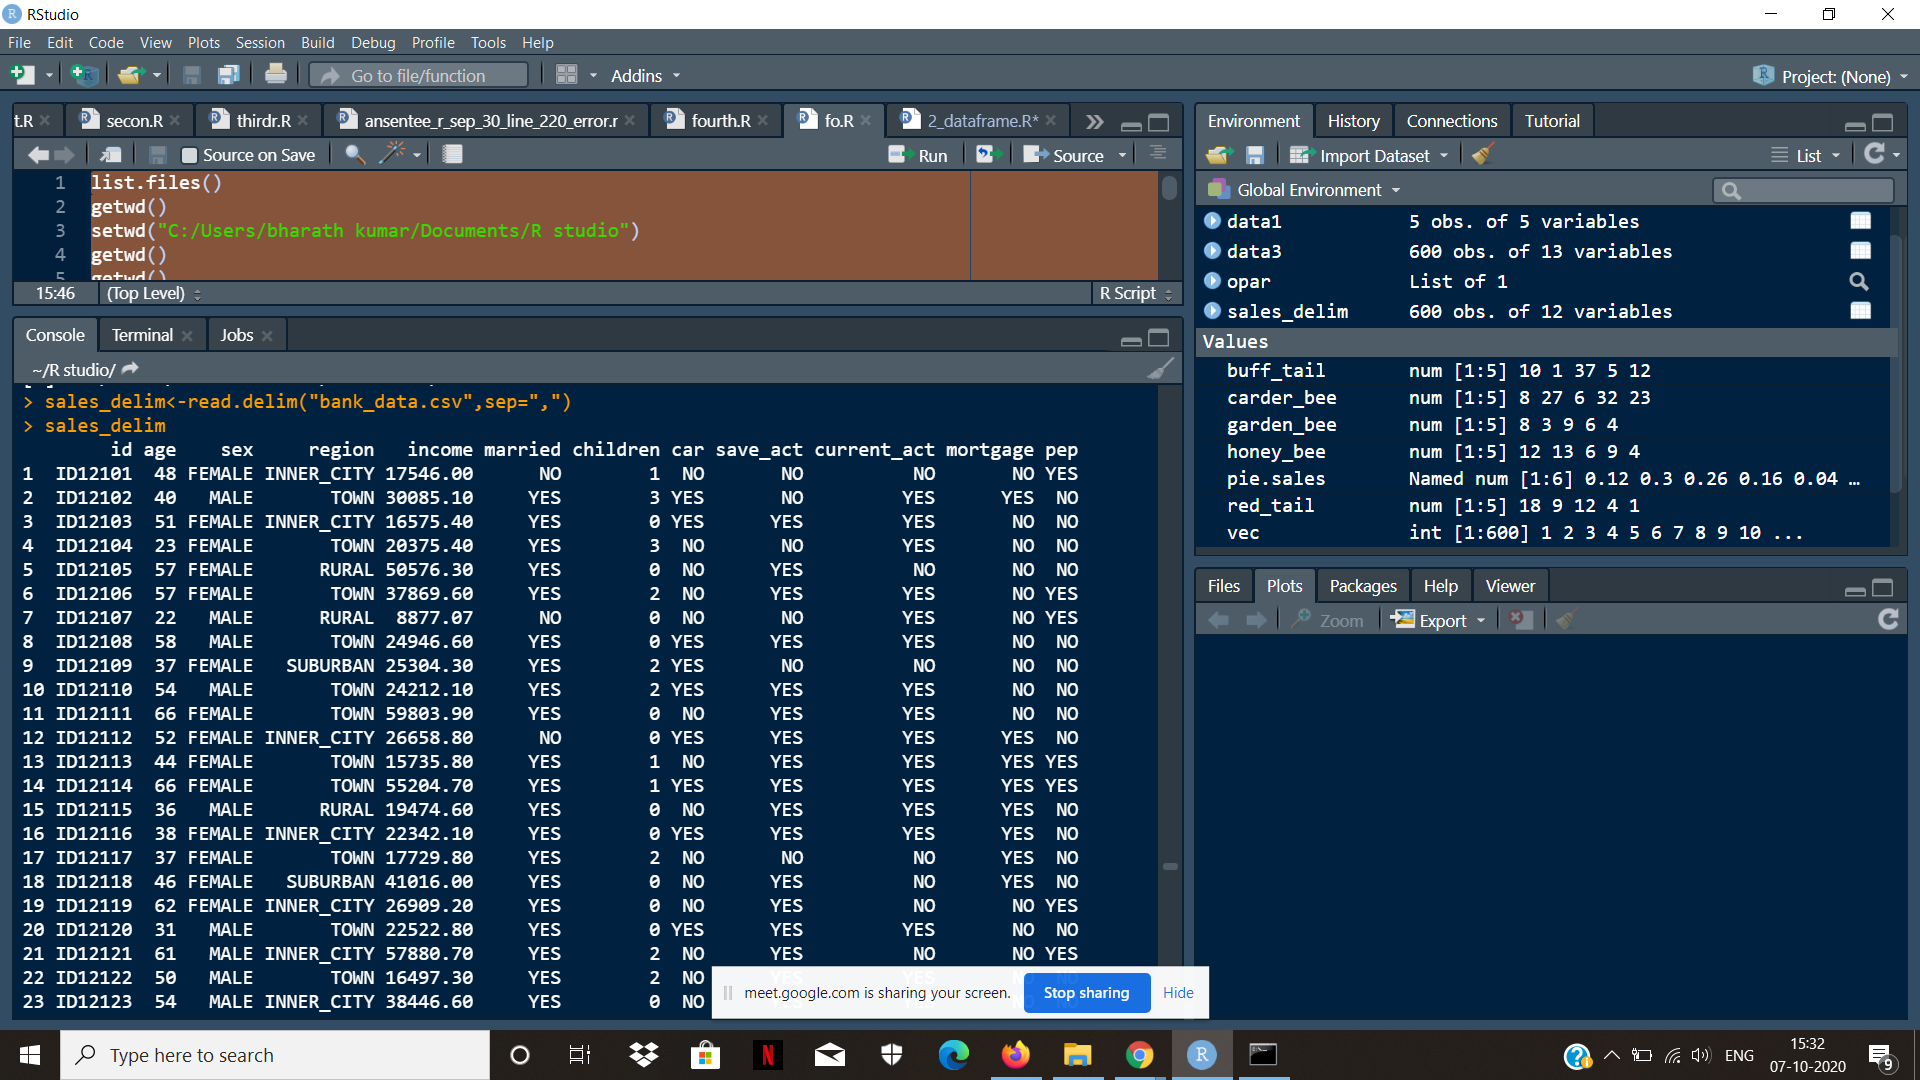 RStudio
File Edit Code View Plots Session Build Debug Profile Tools Help
Go to file/function Addins Project: (None)
t.R secon.R thirdr.R ansentee_r_sep_30_line_220_error.r fourth.R fo.R 2_dataframe.R*
Source on Save Run Source
1 list.files()
2 getwd()
3 setwd("C:/Users/bharath kumar/Documents/R studio")
4 getwd()
5 getwd()
15:46 (Top Level) R Script
Console Terminal Jobs
~/R studio/
> sales_delim<-read.delim("bank_data.csv",sep=",")
> sales_delim
id age sex region income married children car save_act current_act mortgage pep
1 ID12101 48 FEMALE INNER_CITY 17546.00 NO 1 NO NO NO NO YES
2 ID12102 40 MALE TOWN 30085.10 YES 3 YES NO YES YES NO
3 ID12103 51 FEMALE INNER_CITY 16575.40 YES 0 YES YES YES NO NO
4 ID12104 23 FEMALE TOWN 20375.40 YES 3 NO NO YES NO NO
5 ID12105 57 FEMALE RURAL 50576.30 YES 0 NO YES NO NO NO
6 ID12106 57 FEMALE TOWN 37869.60 YES 2 NO YES YES NO YES
7 ID12107 22 MALE RURAL 8877.07 NO 0 NO NO YES NO YES
8 ID12108 58 MALE TOWN 24946.60 YES 0 YES YES YES NO NO
9 ID12109 37 FEMALE SUBURBAN 25304.30 YES 2 YES NO NO NO NO
10 ID12110 54 MALE TOWN 24212.10 YES 2 YES YES YES NO NO
11 ID12111 66 FEMALE TOWN 59803.90 YES 0 NO YES YES NO NO
12 ID12112 52 FEMALE INNER_CITY 26658.80 NO 0 YES YES YES YES NO
13 ID12113 44 FEMALE TOWN 15735.80 YES 1 NO YES YES YES YES
14 ID12114 66 FEMALE TOWN 55204.70 YES 1 YES YES YES YES YES
15 ID12115 36 MALE RURAL 19474.60 YES 0 NO YES YES YES NO
16 ID12116 38 FEMALE INNER_CITY 22342.10 YES 0 YES YES YES YES NO
17 ID12117 37 FEMALE TOWN 17729.80 YES 2 NO NO NO YES NO
18 ID12118 46 FEMALE SUBURBAN 41016.00 YES 0 NO YES NO YES NO
19 ID12119 62 FEMALE INNER_CITY 26909.20 YES 0 NO YES NO NO YES
20 ID12120 31 MALE TOWN 22522.80 YES 0 YES YES YES NO NO
21 ID12121 61 MALE INNER_CITY 57880.70 YES 2 NO YES NO NO YES
22 ID12122 50 MALE TOWN 16497.30 YES 2 NO YES YES NO NO
23 ID12123 54 MALE INNER_CITY 38446.60 YES 0 NO
meet.google.com is sharing your screen. Stop sharing Hide
Environment History Connections Tutorial
Import Dataset List
Global Environment
data1 5 obs. of 5 variables
data3 600 obs. of 13 variables
opar List of 1
sales_delim 600 obs. of 12 variables
Values
buff_tail num [1:5] 10 1 37 5 12
carder_bee num [1:5] 8 27 6 32 23
garden_bee num [1:5] 8 3 9 6 4
honey_bee num [1:5] 12 13 6 9 4
pie.sales Named num [1:6] 0.12 0.3 0.26 0.16 0.04 …
red_tail num [1:5] 18 9 12 4 1
vec int [1:600] 1 2 3 4 5 6 7 8 9 10 ...
Files Plots Packages Help Viewer
Zoom Export
Type here to search
ENG 15:32
07-10-2020
9